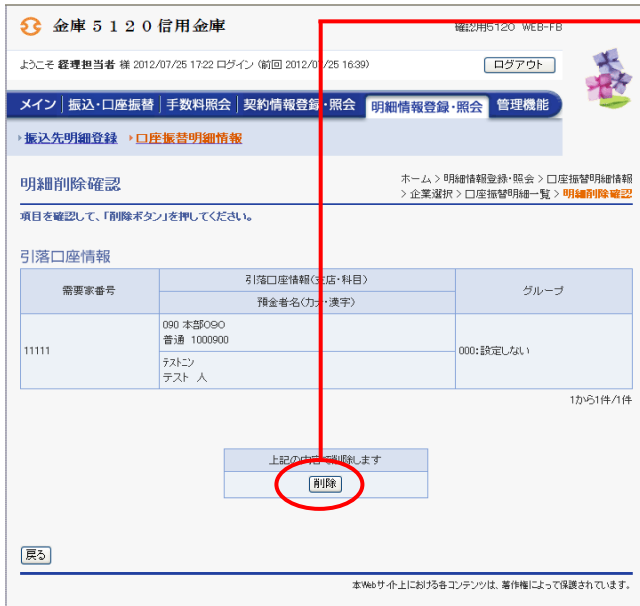 金庫５１２０信用金庫
確認用5120 WEB-FB
ようこそ 経理担当者 様 2012/07/25 17:22 ログイン (前回 2012/07/25 16:39)
ログアウト
メイン 振込・口座振替 手数料照会 契約情報登録・照会 明細情報登録・照会 管理機能
振込先明細登録 口座振替明細情報
明細削除確認
ホーム > 明細情報登録・照会 > 口座振替明細情報
> 企業選択 > 口座振替明細一覧 > 明細削除確認
項目を確認して、「削除ボタン」を押してください。
引落口座情報
需要家番号
引落口座情報(支店・科目)
預金者名(カナ・漢字)
グループ
11111
090 本部090
普通 1000900
ﾃｽﾄﾆﾝ
テスト 人
000:設定しない
1から1件/1件
上記の内容で削除します
削除
戻る
本Webサイト上における各コンテンツは、著作権によって保護されています。